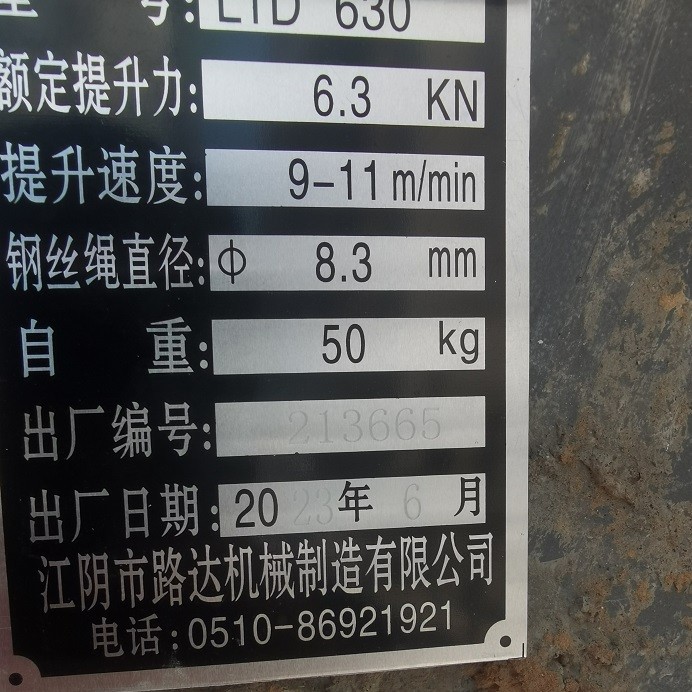 型 号: LTD 630
额定提升力: 6.3 KN
提升速度: 9-11 m/min
钢丝绳直径: Φ 8.3 mm
自 重: 50 kg
出厂编号: 213665
出厂日期: 2023年 6 月
江阴市路达机械制造有限公司
电话:0510-86921921